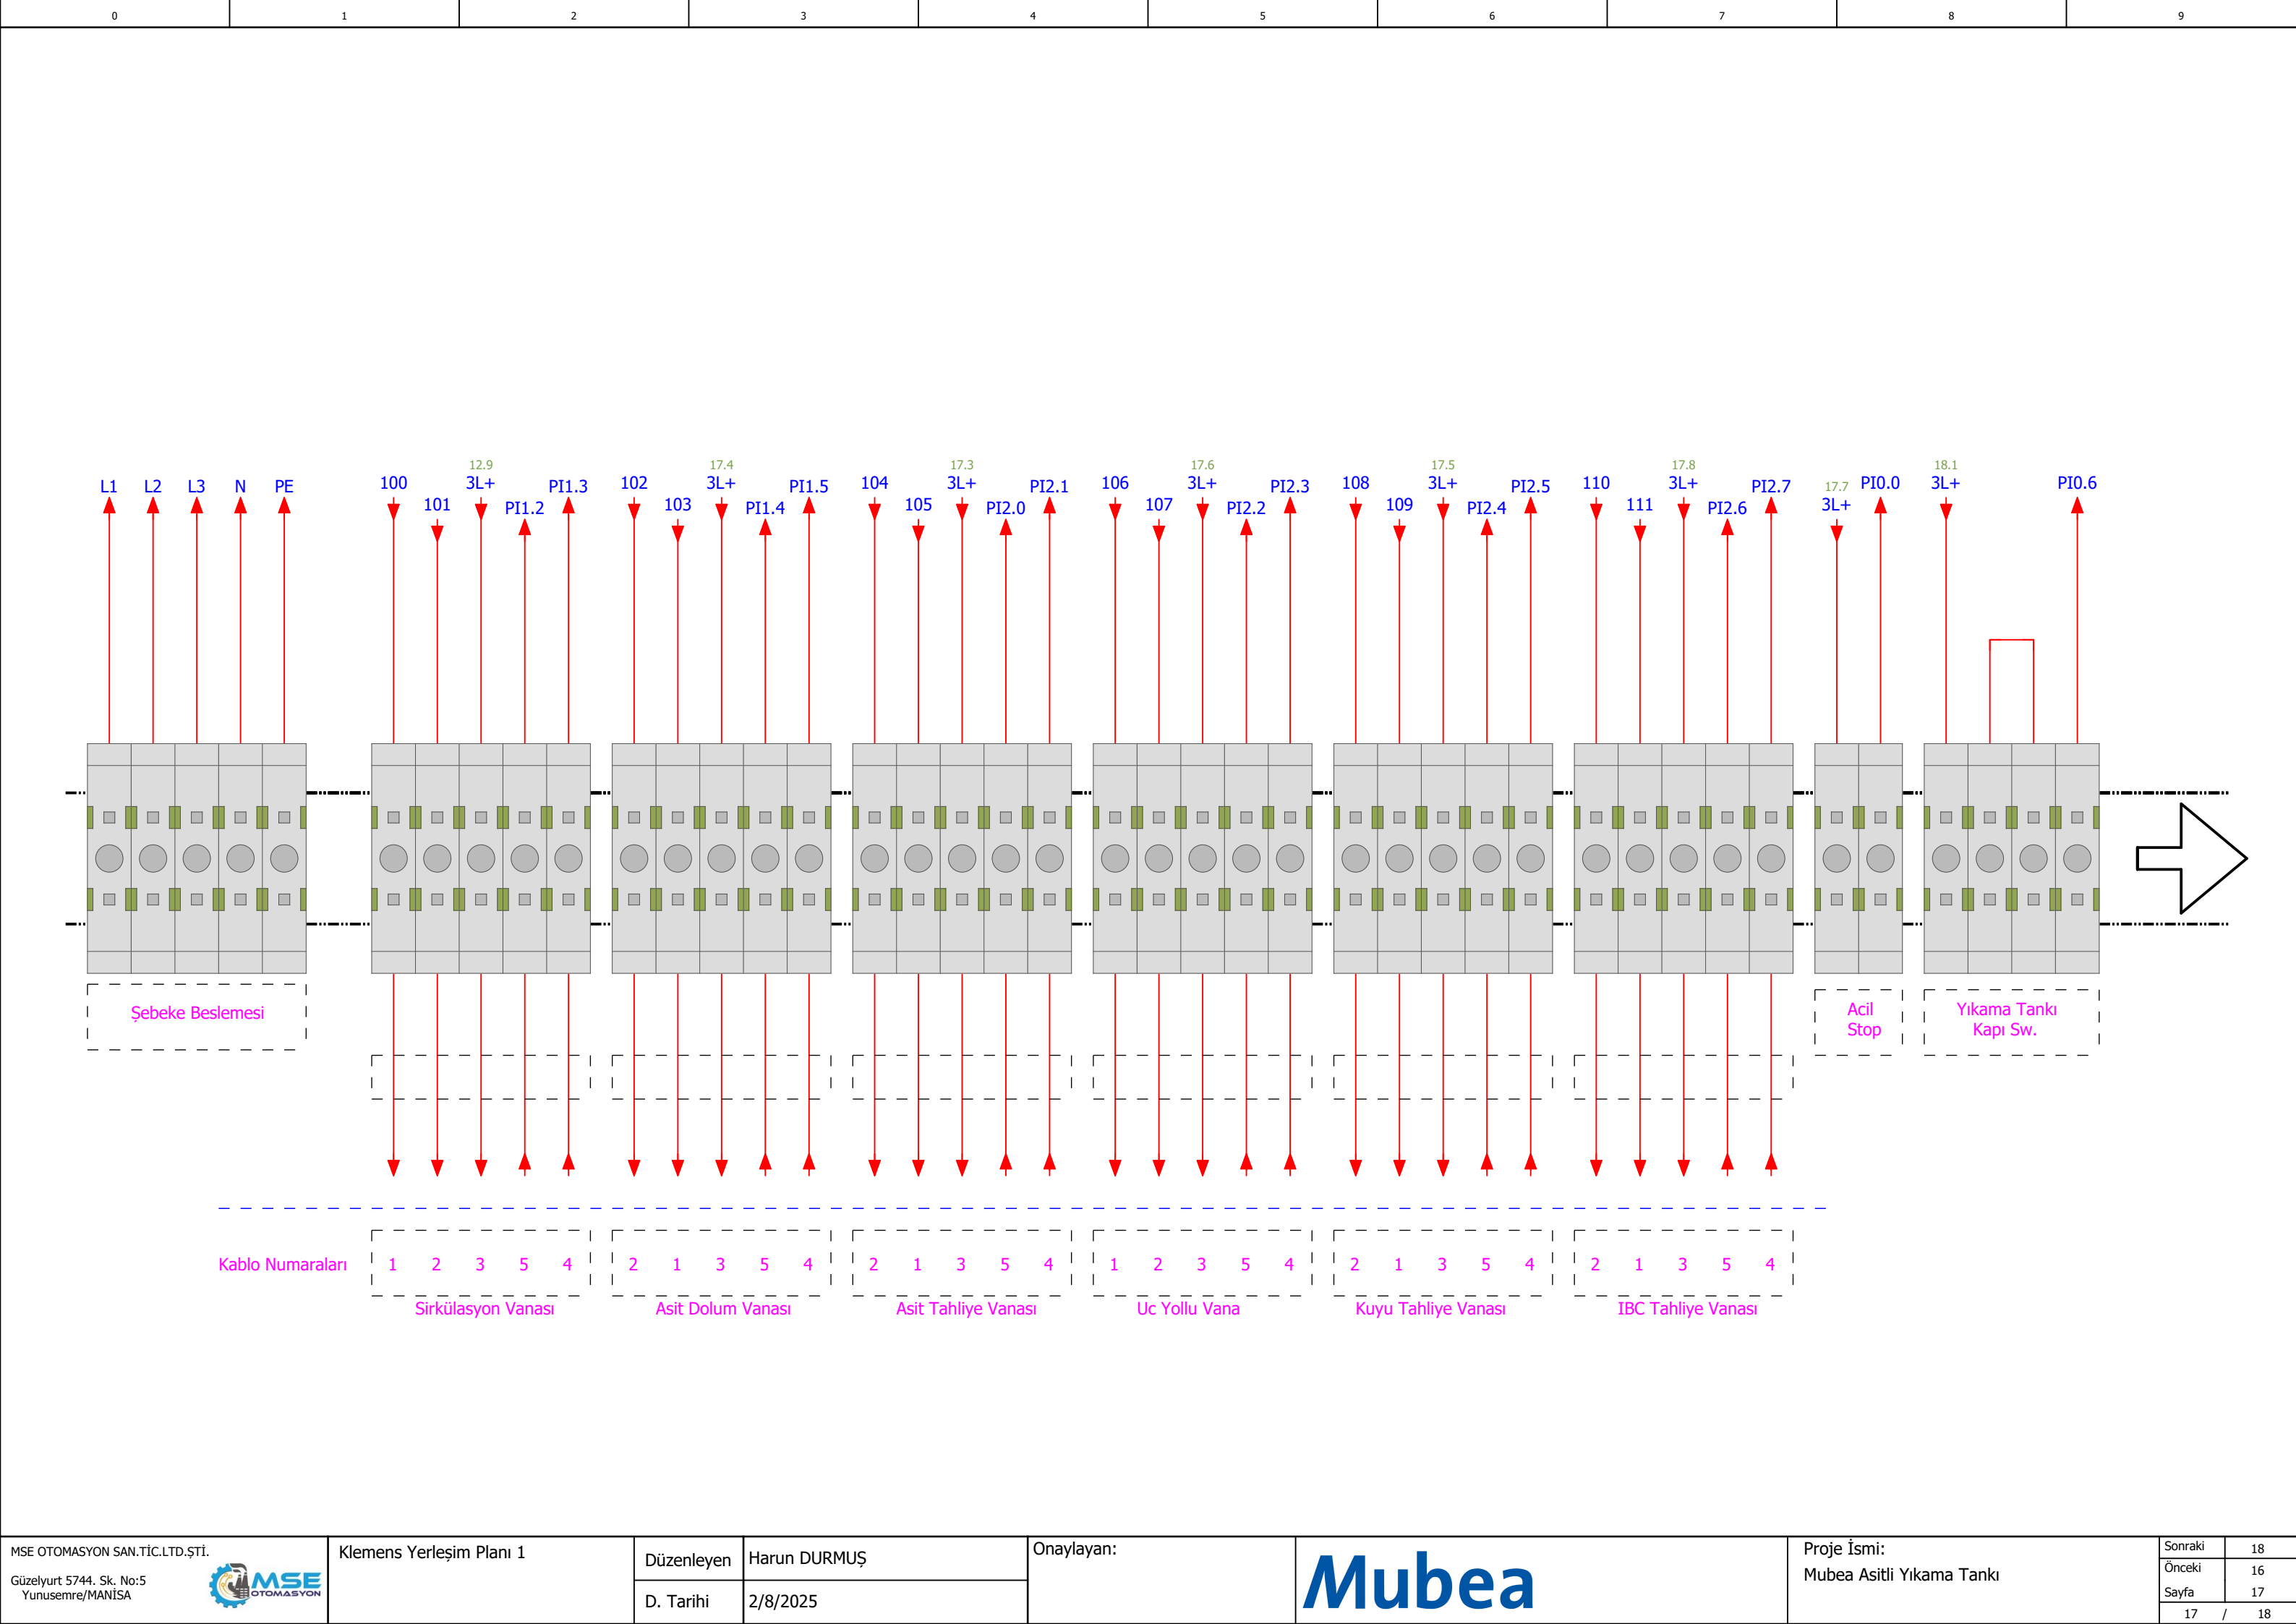 0 1 2 3 4 5 6 7 8 9
12.9 17.4 17.3 17.6 17.5 17.8 18.1
L1 L2 L3 N PE 100 3L+ PI1.3 102 3L+ PI1.5 104 3L+ PI2.1 106 3L+ PI2.3 108 3L+ PI2.5 110 3L+ PI2.7 17.7 PI0.0 3L+ PI0.6
101 PI1.2 103 PI1.4 105 PI2.0 107 PI2.2 109 PI2.4 111 PI2.6 3L+
Şebeke Beslemesi
Acil
Stop
Yıkama Tankı
Kapı Sw.
Kablo Numaraları 1 2 3 5 4 2 1 3 5 4 2 1 3 5 4 1 2 3 5 4 2 1 3 5 4 2 1 3 5 4
Sirkülasyon Vanası Asit Dolum Vanası Asit Tahliye Vanası Uc Yollu Vana Kuyu Tahliye Vanası IBC Tahliye Vanası
MSE OTOMASYON SAN.TİC.LTD.ŞTİ.
Güzelyurt 5744. Sk. No:5
Yunusemre/MANİSA
MSE
OTOMASYON
Klemens Yerleşim Planı 1
Düzenleyen Harun DURMUŞ
D. Tarihi 2/8/2025
Onaylayan:
Mubea
Proje İsmi:
Mubea Asitli Yıkama Tankı
Sonraki 18
Önceki 16
Sayfa 17
17 / 18